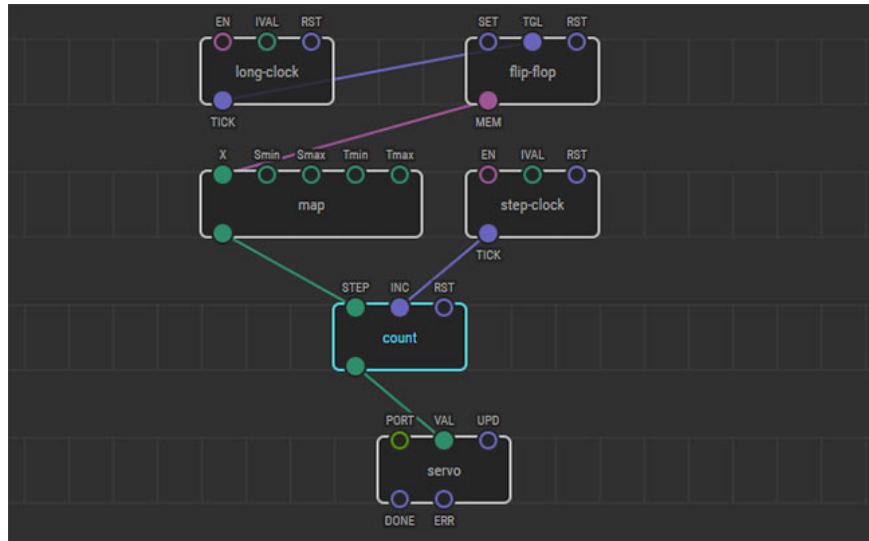 EN IVAL RST SET TGL RST
long-clock flip-flop
TICK MEM
X Smin Smax Tmin Tmax EN IVAL RST
map step-clock
TICK
STEP INC RST
count
PORT VAL UPD
servo
DONE ERR